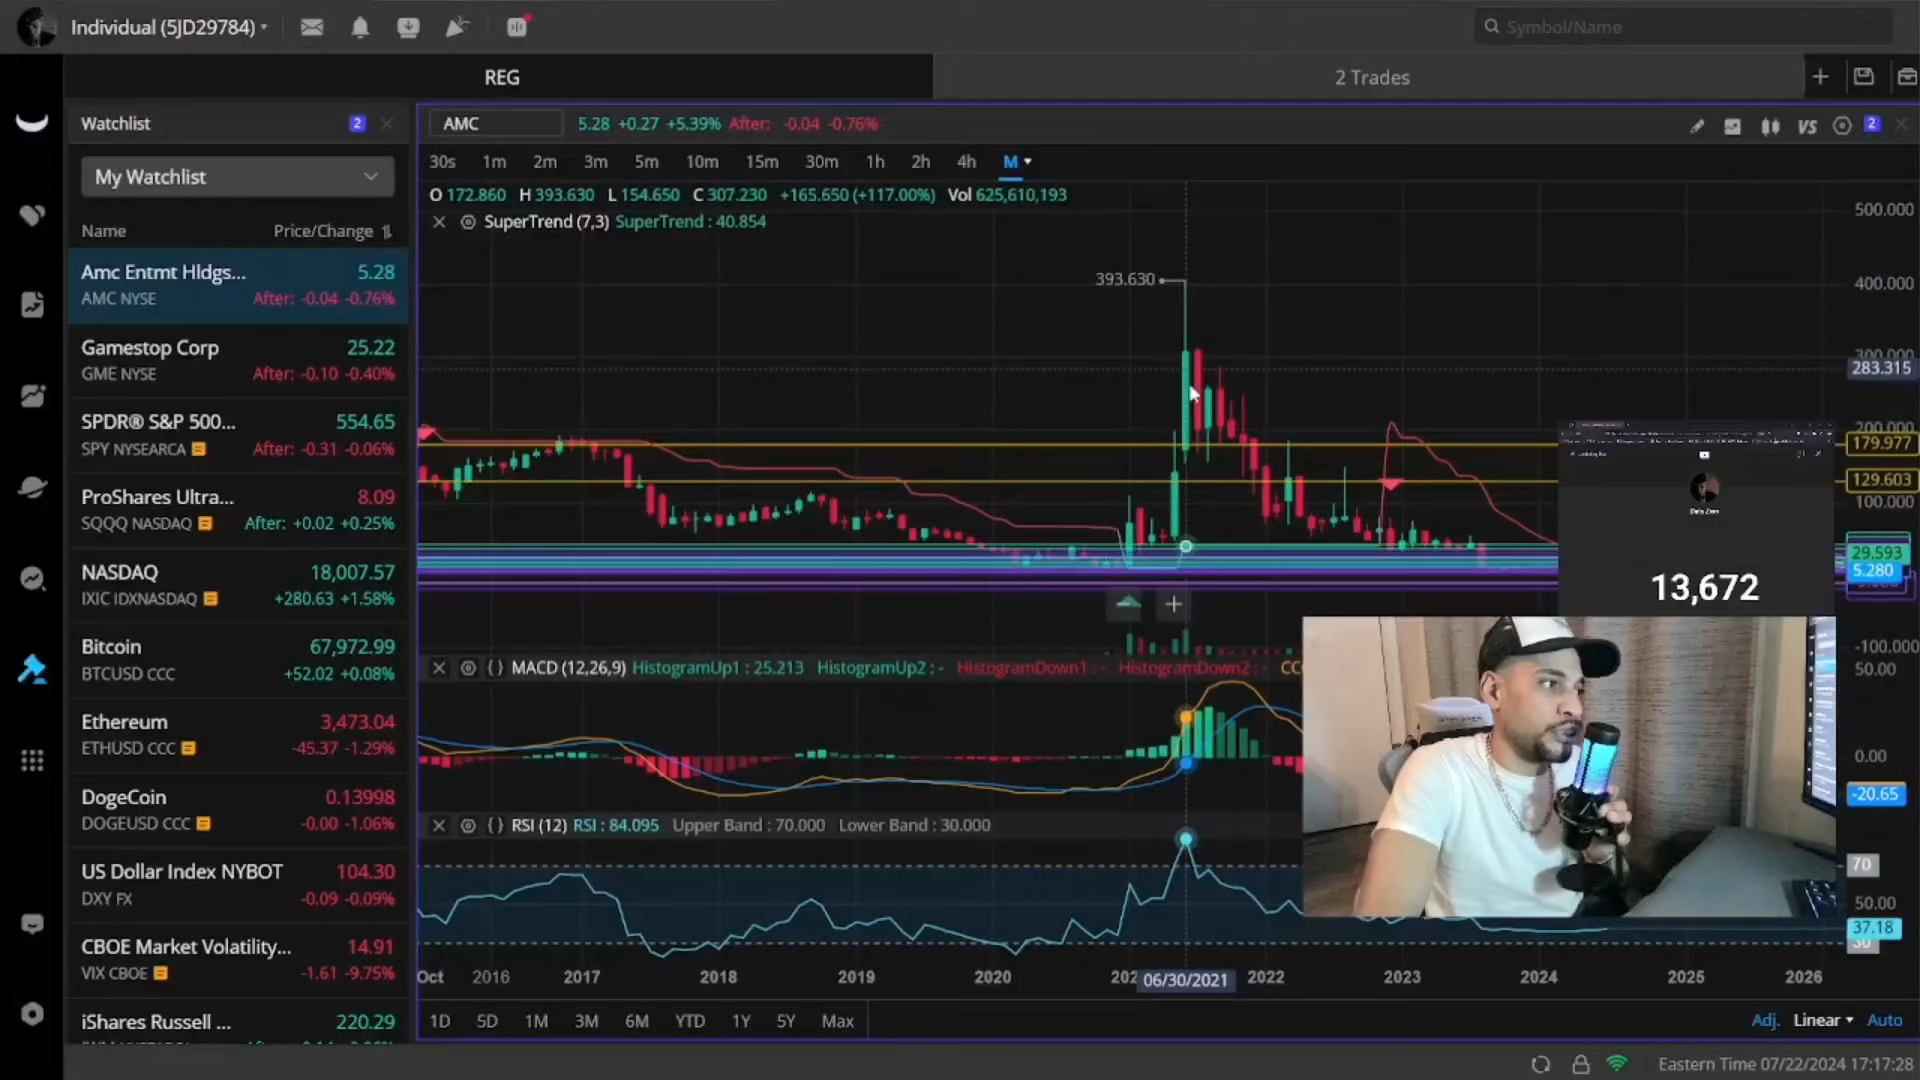 Individual (5JD29784)
Symbol/Name
REG
2 Trades
Watchlist
2
My Watchlist
Name
Price/Change
Amc Entmt Hldgs...
5.28
AMC NYSE
After: -0.04 -0.76%
Gamestop Corp
25.22
GME NYSE
After: -0.10 -0.40%
SPDR® S&P 500...
554.65
SPY NYSEARCA
After: -0.31 -0.06%
ProShares Ultra...
8.09
SQQQ NASDAQ
After: +0.02 +0.25%
NASDAQ
18,007.57
IXIC IDXNASDAQ
+280.63 +1.58%
Bitcoin
67,972.99
BTCUSD CCC
+52.02 +0.08%
Ethereum
3,473.04
ETHUSD CCC
-45.37 -1.29%
DogeCoin
0.13998
DOGEUSD CCC
-0.00 -1.06%
US Dollar Index NYBOT
104.30
DXY FX
-0.09 -0.09%
CBOE Market Volatility...
14.91
VIX CBOE
-1.61 -9.75%
iShares Russell ...
220.29
AMC
5.28 +0.27 +5.39% After: -0.04 -0.76%
VS
2
30s 1m 2m 3m 5m 10m 15m 30m 1h 2h 4h M
O 172.860 H 393.630 L 154.650 C 307.230 +165.650 (+117.00%) Vol 625,610,193
SuperTrend (7,3) SuperTrend : 40.854
393.630
500.000
400.000
300.000
283.315
200.000
179.977
129.603
100.000
29.593
5.280
-100.000
13,672
MACD (12,26,9) HistogramUp1 : 25.213 HistogramUp2 : - HistogramDown1 : - HistogramDown2 : -
50.00
0.00
-20.65
RSI (12) RSI : 84.095 Upper Band : 70.000 Lower Band : 30.000
70
50.00
37.18
30
Oct 2016 2017 2018 2019 2020 06/30/2021 2022 2023 2024 2025 2026
1D 5D 1M 3M 6M YTD 1Y 5Y Max
Adj. Linear Auto
Eastern Time 07/22/2024 17:17:28